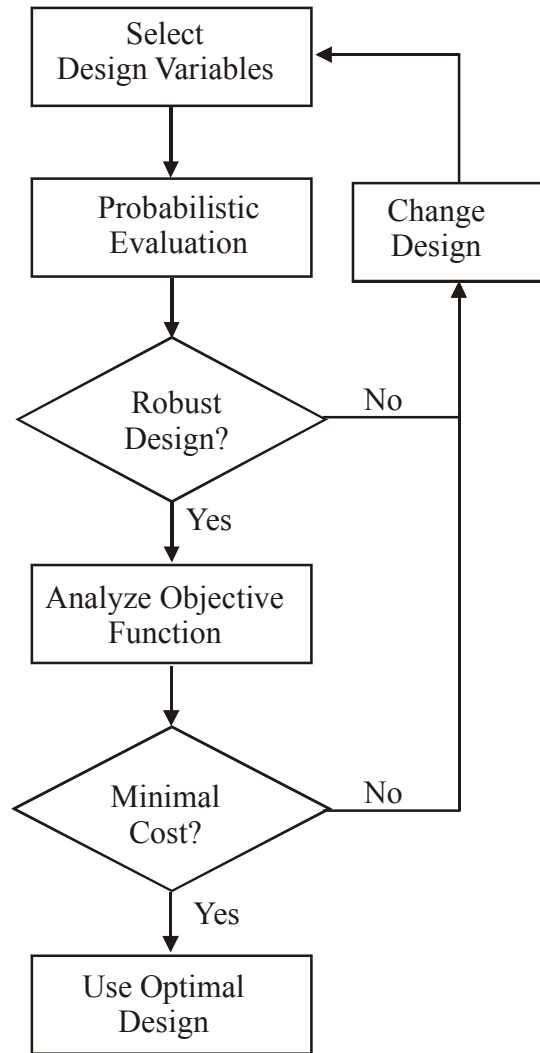 Select
Design Variables
Probabilistic
Evaluation
Change
Design
Robust
Design?
No
Yes
Analyze Objective
Function
Minimal
Cost?
No
Yes
Use Optimal
Design